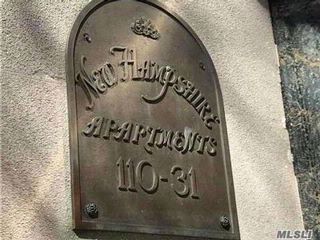 New Hampshire
Apartments
110-31
MLSLI